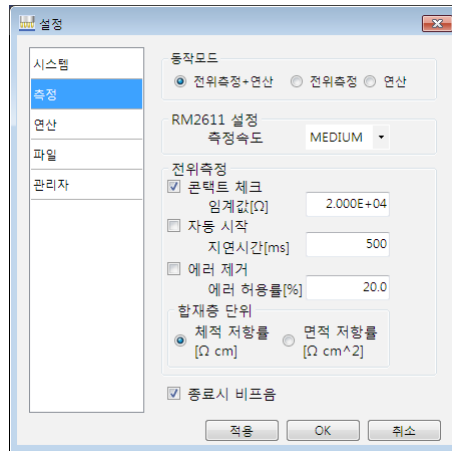 설정
시스템
측정
연산
파일
관리자
동작모드
전위측정+연산 전위측정 연산
RM2611 설정
측정속도 MEDIUM
전위측정
콘택트 체크
임계값[Ω] 2.000E+04
자동 시작
지연시간[ms] 500
에러 제거
에러 허용률[%] 20.0
합재층 단위
체적 저항률 면적 저항률
[Ω cm] [Ω cm^2]
종료시 비프음
적용 OK 취소